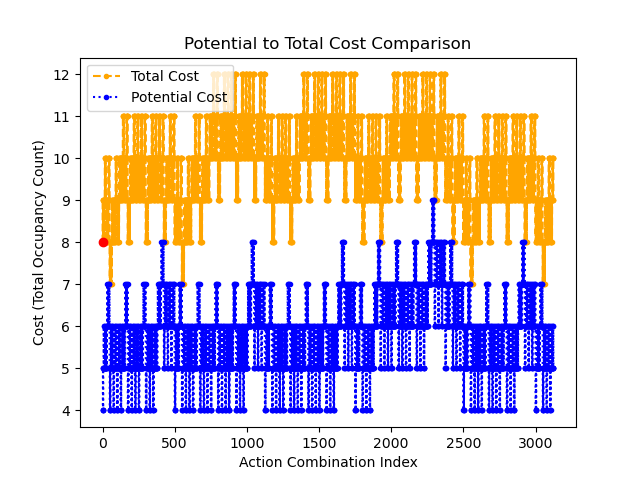 Potential to Total Cost Comparison
Total Cost
Potential Cost
Cost (Total Occupancy Count)
12
11
10
9
8
7
6
5
4
0 500 1000 1500 2000 2500 3000
Action Combination Index